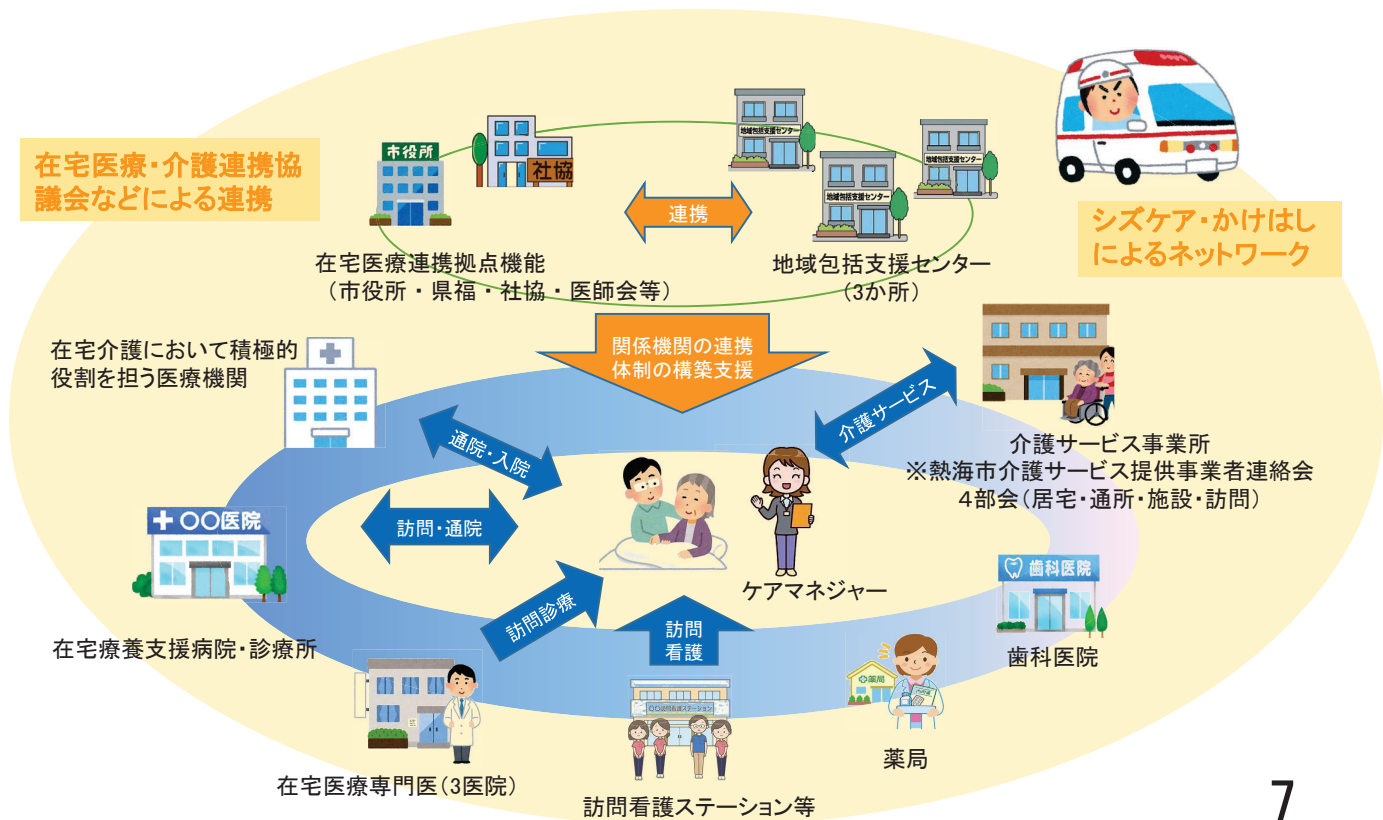 在宅医療・介護連携協
議会などによる連携
市役所
社協
連携
地域包括支援センター
地域包括支援センター
地域包括支援センター
シズケア・かけはし
によるネットワーク
在宅医療連携拠点機能
（市役所・県福・社協・医師会等）
地域包括支援センター
（3か所）
関係機関の連携
体制の構築支援
在宅介護において積極的
役割を担う医療機関
通院・入院
介護サービス
介護サービス事業所
※熱海市介護サービス提供事業者連絡会
４部会（居宅・通所・施設・訪問）
〇〇医院
訪問・通院
ケアマネジャー
在宅療養支援病院・診療所
訪問診療
訪問
看護
歯科医院
歯科医院
薬局
薬局
〇〇訪問看護ステーション
在宅医療専門医（3医院）
訪問看護ステーション等
7